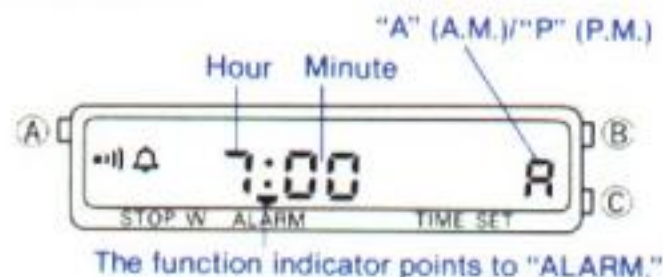 "A" (A.M.)/"P" (P.M.)
Hour Minute
A B
7:00 A
C
STOP W ALARM TIME SET
The function indicator points to "ALARM."